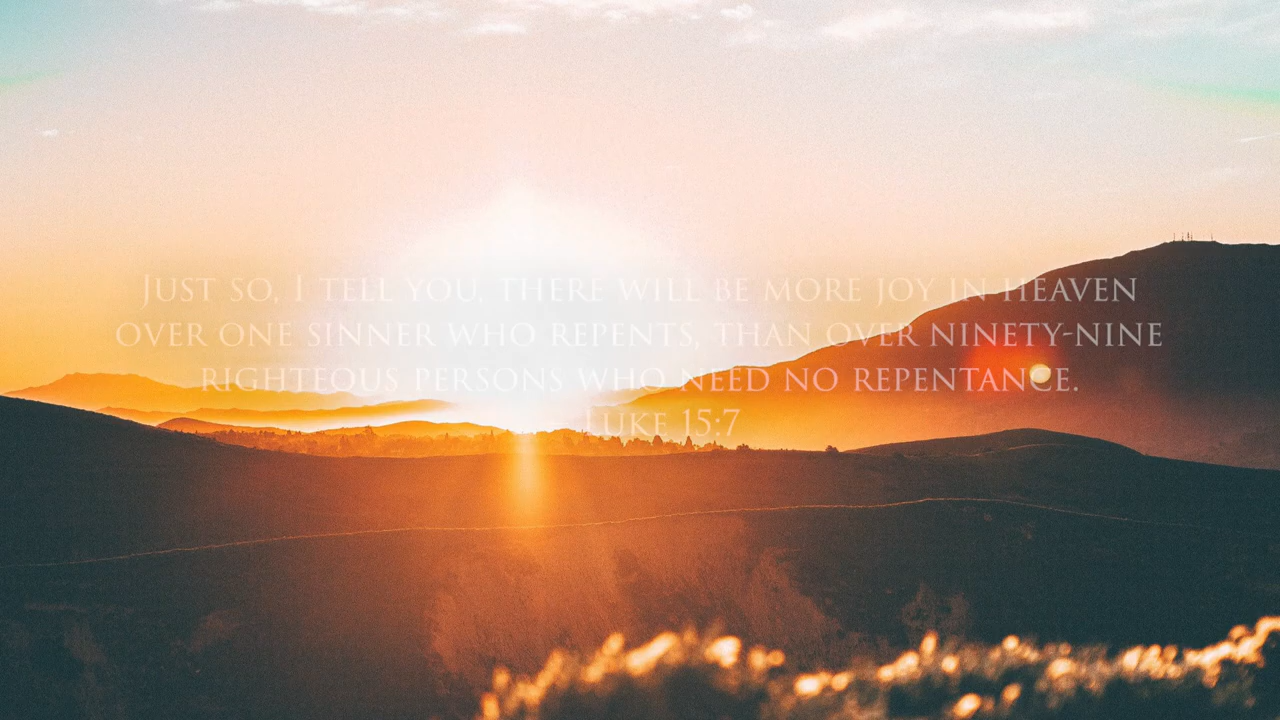 Just so, I tell you, there will be more joy in heaven
over one sinner who repents, than over ninety-nine
righteous persons who need no repentance.
Luke 15:7